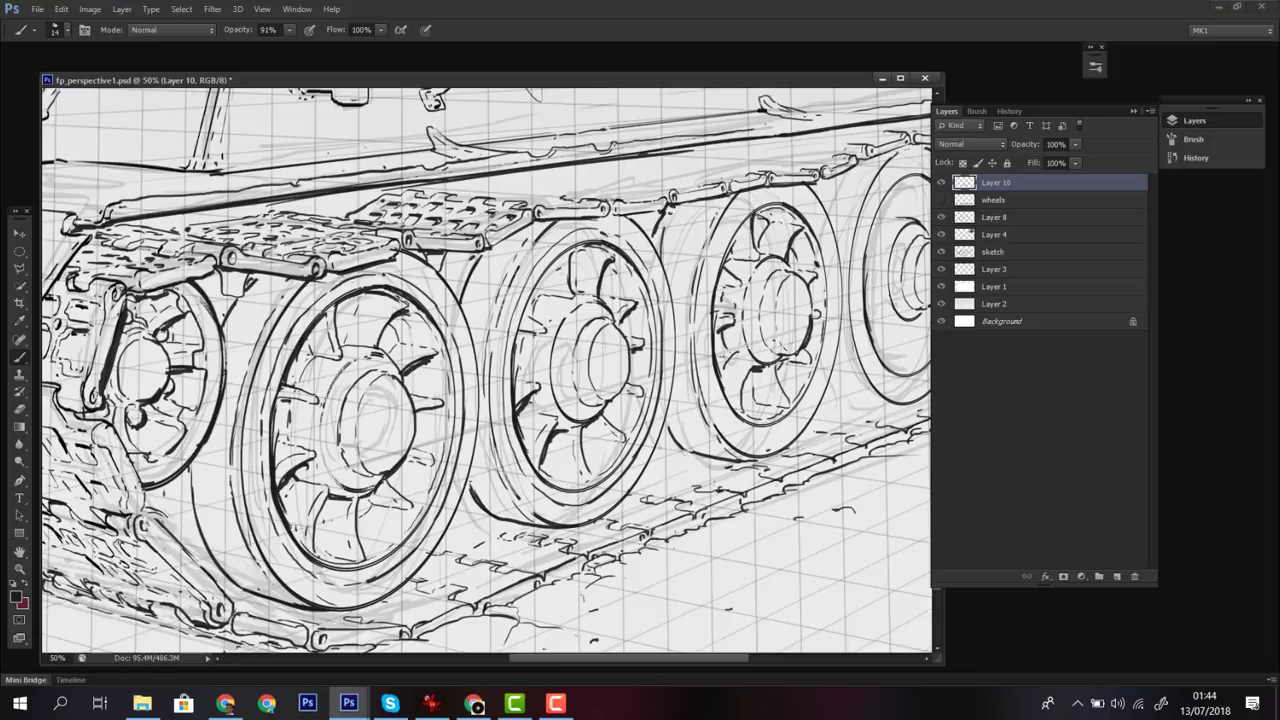 Ps File Edit Image Layer Type Select Filter 3D View Window Help
14 Mode: Normal Opacity: 91% Flow: 100% MK1
fp_perspective1.psd @ 50% (Layer 10, RGB/8) *
Layers Brush History
Kind
Normal Opacity: 100%
Lock: Fill: 100%
Layer 10
wheels
Layer 8
Layer 4
sketch
Layer 3
Layer 1
Layer 2
Background
Layers
Brush
History
50% Doc: 95.4M/486.3M
Mini Bridge Timeline
01:44
13/07/2018